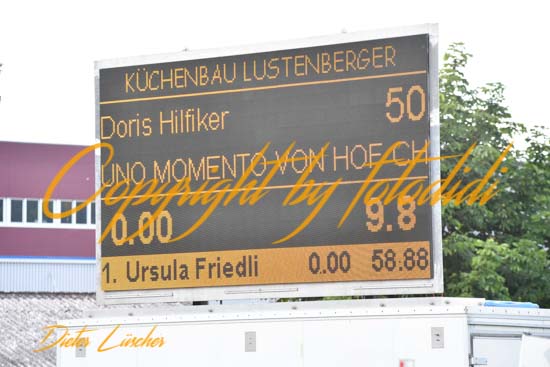 KÜCHENBAU LUSTENBERGER
Doris Hilfiker 50
UNO MOMENTO VON HOF CH
0.00 9.8
1. Ursula Friedli 0.00 58.88
Copyright by fotodidi
Dieter Lüscher